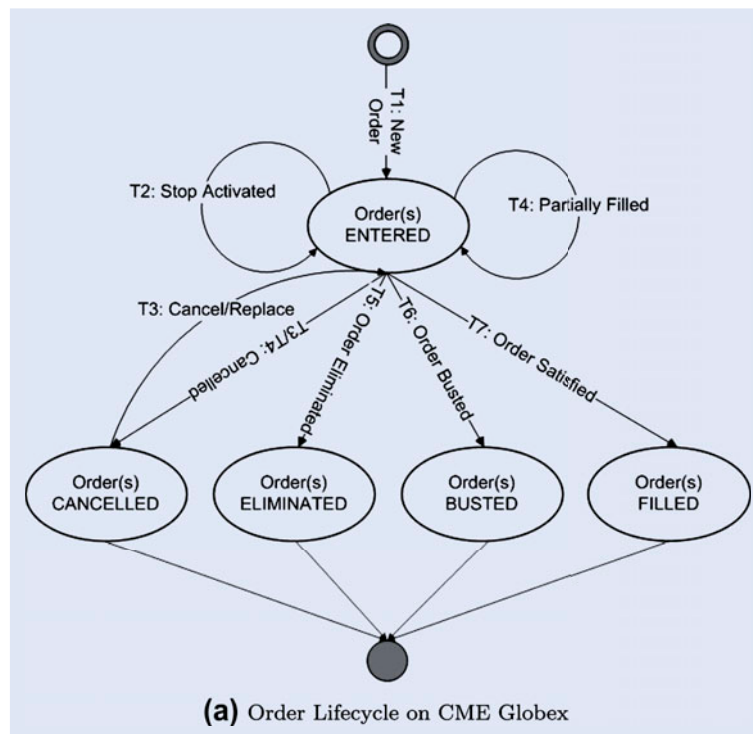 T1: New
Order
T2: Stop Activated
Order(s)
ENTERED
T4: Partially Filled
T3: Cancel/Replace
T3/T4: Cancelled
T5: Order Eliminated
T6: Order Busted
T7: Order Satisfied
Order(s)
CANCELLED
Order(s)
ELIMINATED
Order(s)
BUSTED
Order(s)
FILLED
(a) Order Lifecycle on CME Globex